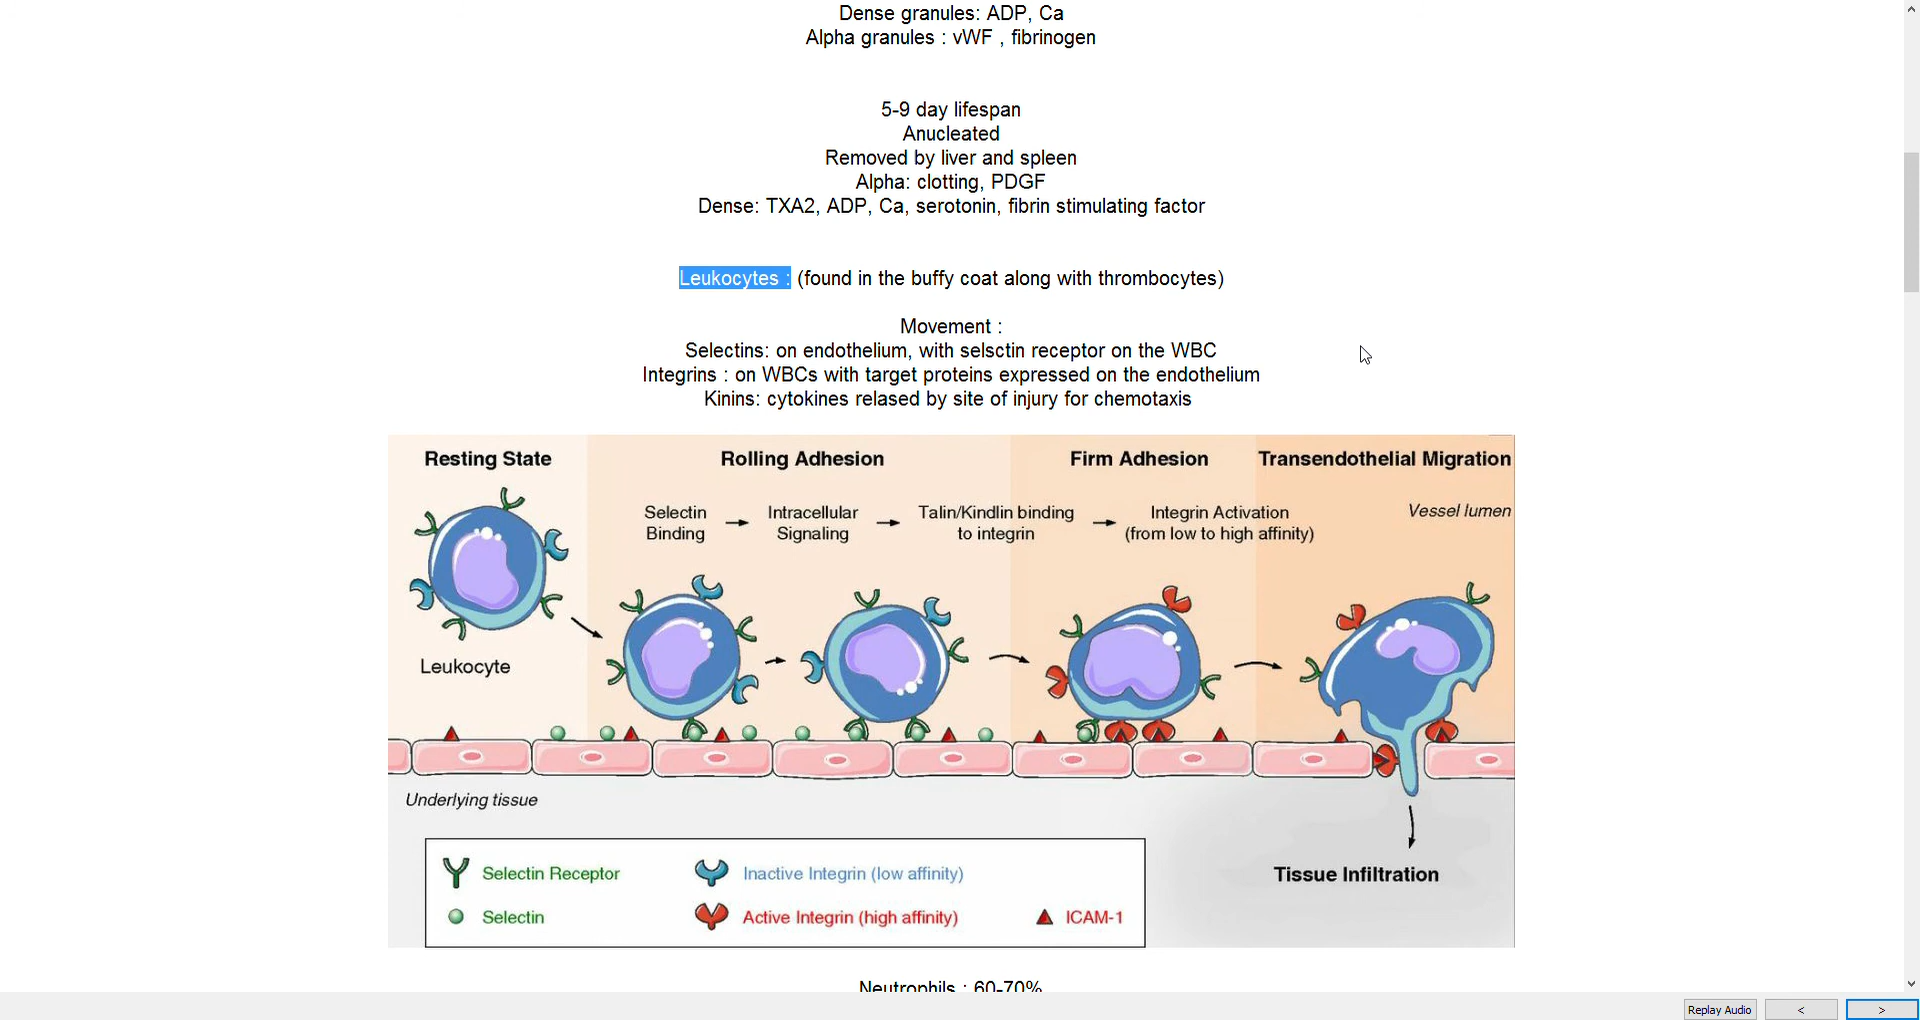 Dense granules: ADP, Ca
Alpha granules : vWF , fibrinogen
5-9 day lifespan
Anucleated
Removed by liver and spleen
Alpha: clotting, PDGF
Dense: TXA2, ADP, Ca, serotonin, fibrin stimulating factor
Leukocytes : (found in the buffy coat along with thrombocytes)
Movement :
Selectins: on endothelium, with selsctin receptor on the WBC
Integrins : on WBCs with target proteins expressed on the endothelium
Kinins: cytokines relased by site of injury for chemotaxis
Resting State
Rolling Adhesion
Firm Adhesion
Transendothelial Migration
Selectin
Binding
Intracellular
Signaling
Talin/Kindlin binding
to integrin
Integrin Activation
(from low to high affinity)
Vessel lumen
Leukocyte
Underlying tissue
Selectin Receptor
Inactive Integrin (low affinity)
Selectin
Active Integrin (high affinity)
ICAM-1
Tissue Infiltration
Neutrophils : 60-70%
Replay Audio
<
>